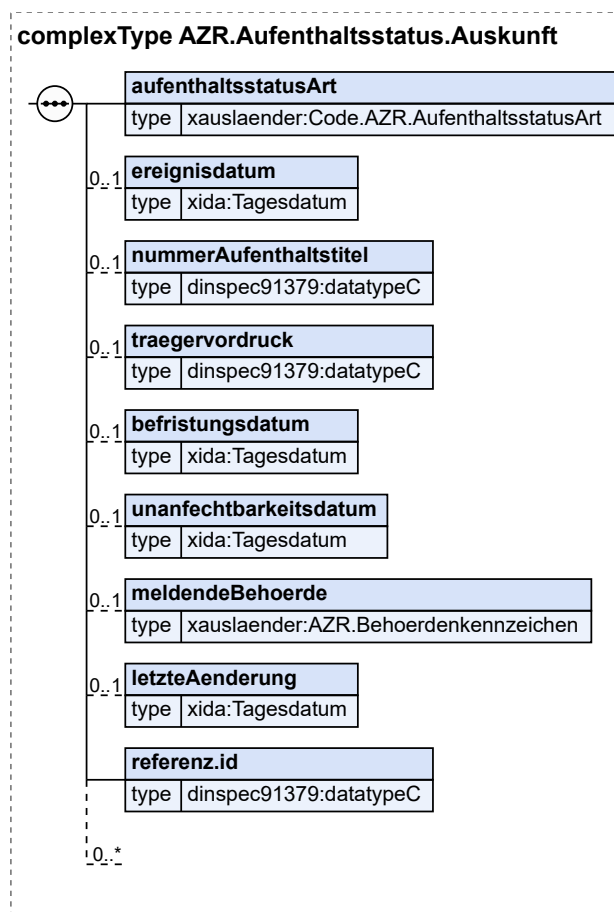 complexType AZR.Aufenthaltsstatus.Auskunft
aufenthaltsstatusArt
type xauslaender:Code.AZR.AufenthaltsstatusArt
0..1 ereignisdatum
type xida:Tagesdatum
0..1 nummerAufenthaltstitel
type dinspec91379:datatypeC
0..1 traegervordruck
type dinspec91379:datatypeC
0..1 befristungsdatum
type xida:Tagesdatum
0..1 unanfechtbarkeitsdatum
type xida:Tagesdatum
0..1 meldendeBehoerde
type xauslaender:AZR.Behoerdenkennzeichen
0..1 letzteAenderung
type xida:Tagesdatum
referenz.id
type dinspec91379:datatypeC
0..*